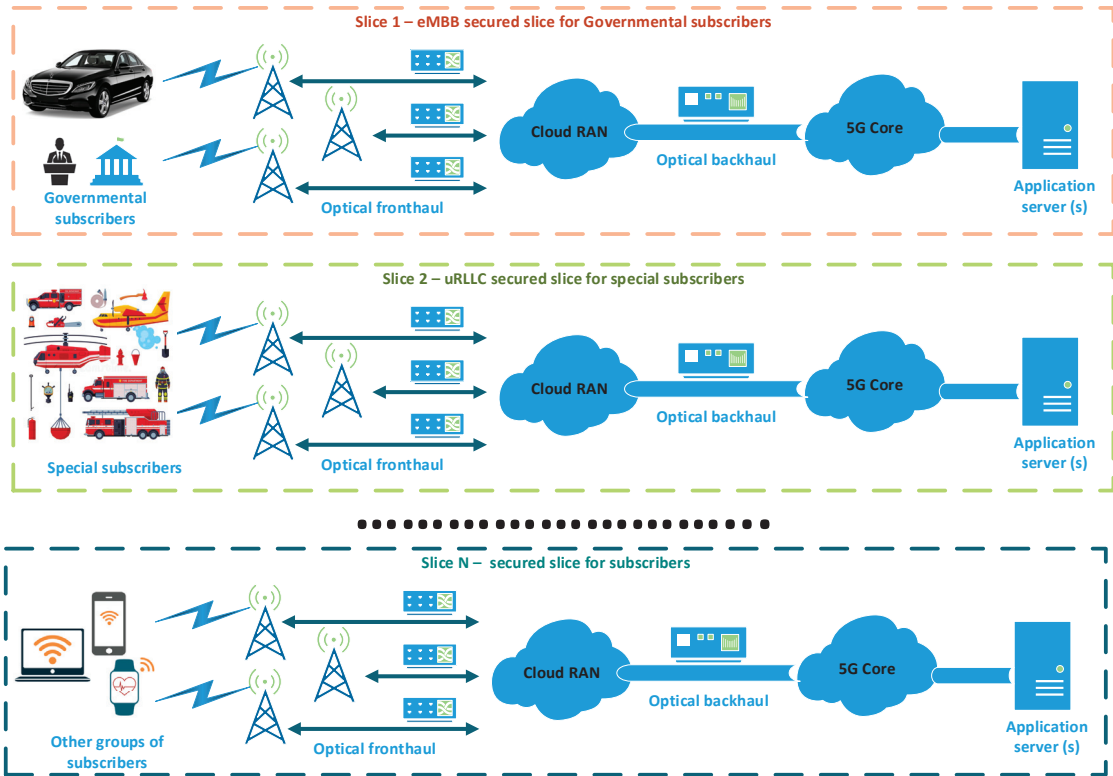 Slice 1 – eMBB secured slice for Governmental subscribers
Cloud RAN
5G Core
Optical backhaul
Governmental
subscribers
Optical fronthaul
Application
server (s)
Slice 2 – uRLLC secured slice for special subscribers
Cloud RAN
5G Core
Optical backhaul
Special subscribers
Optical fronthaul
Application
server (s)
Slice N – secured slice for subscribers
Cloud RAN
5G Core
Optical backhaul
Other groups of
subscribers
Optical fronthaul
Application
server (s)